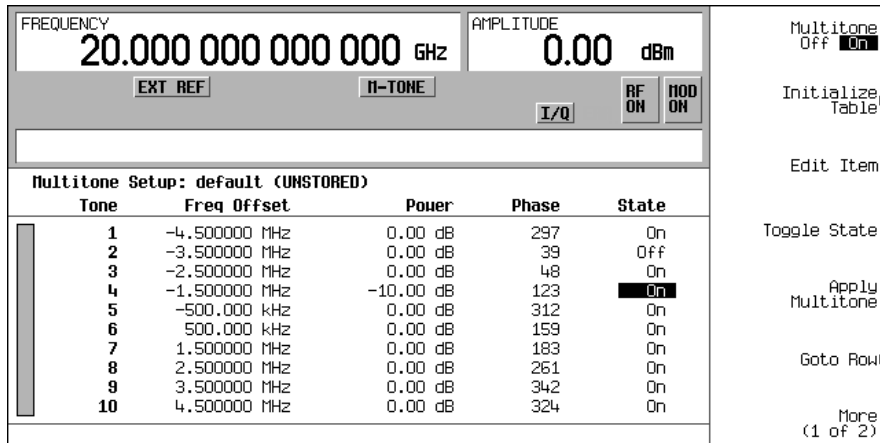 FREQUENCY
20.000 000 000 000 GHz
AMPLITUDE
0.00 dBm
EXT REF
M-TONE
I/Q
RF ON
MOD ON
Multitone Setup: default (UNSTORED)
Tone Freq Offset Power Phase State
1 -4.500000 MHz 0.00 dB 297 On
2 -3.500000 MHz 0.00 dB 39 Off
3 -2.500000 MHz 0.00 dB 48 On
4 -1.500000 MHz -10.00 dB 123 On
5 -500.000 kHz 0.00 dB 312 On
6 500.000 kHz 0.00 dB 159 On
7 1.500000 MHz 0.00 dB 183 On
8 2.500000 MHz 0.00 dB 261 On
9 3.500000 MHz 0.00 dB 342 On
10 4.500000 MHz 0.00 dB 324 On
Multitone
Off On
Initialize
Table
Edit Item
Toggle State
Apply
Multitone
Goto Row
More
(1 of 2)